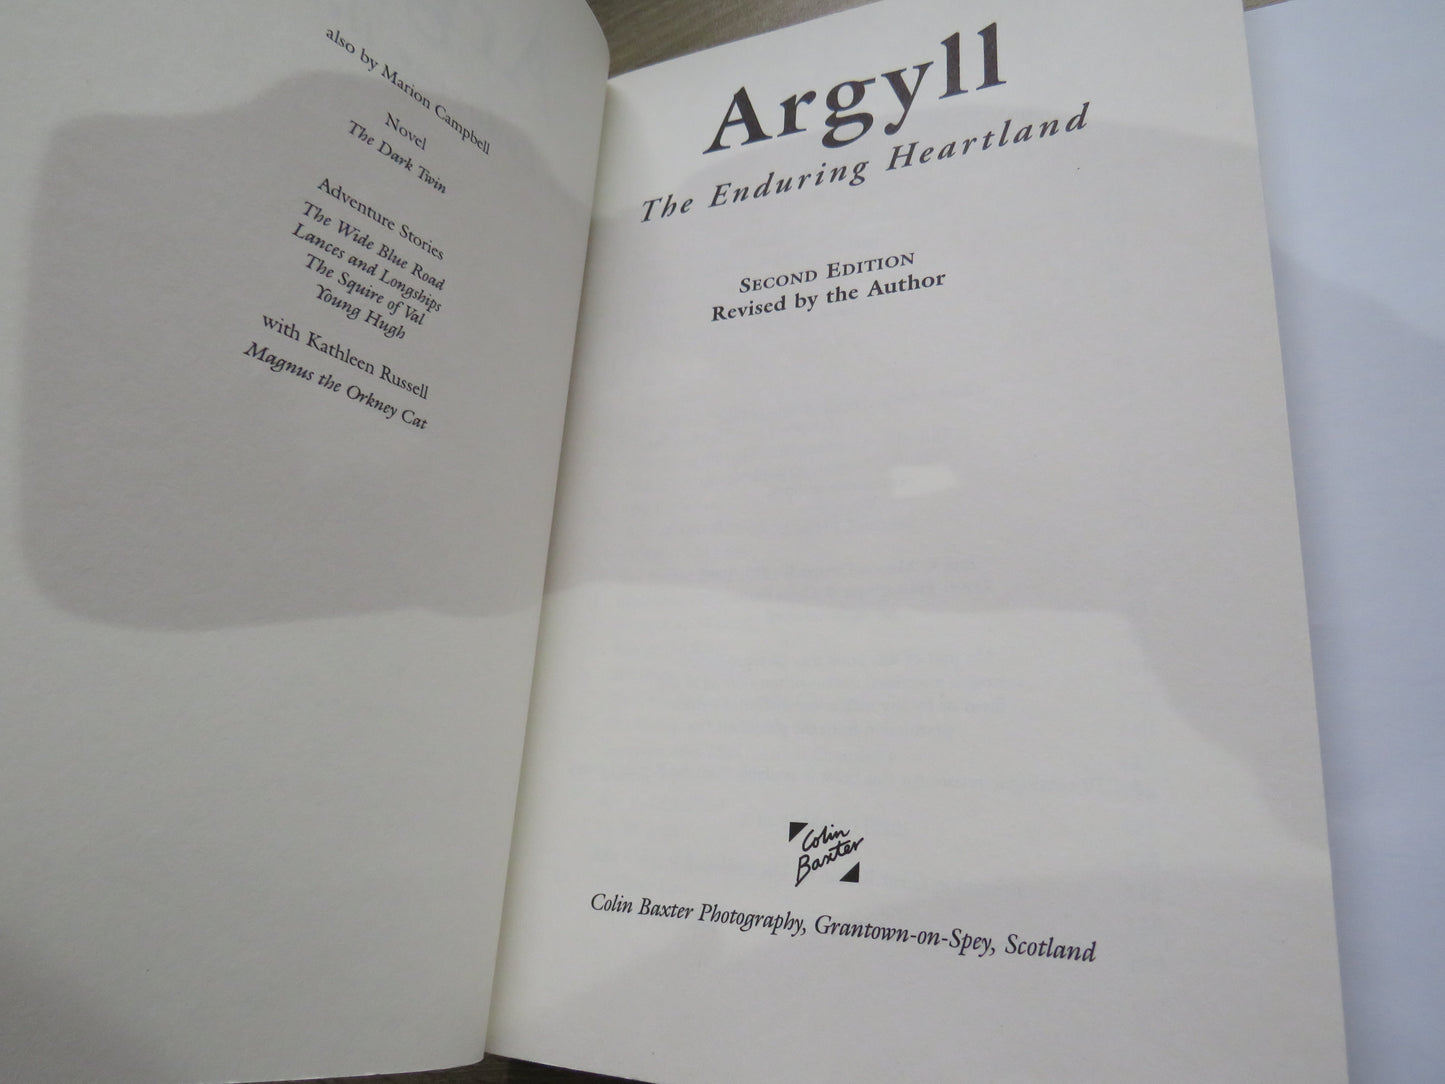 also by Marion Campbell
Novel
The Dark Twin
Adventure Stories
The Wide Blue Road
Lances and Longships
The Squire of Val
Young Hugh
with Kathleen Russell
Magnus the Orkney Cat
Argyll
The Enduring Heartland
SECOND EDITION
Revised by the Author
Colin
Baxter
Colin Baxter Photography, Grantown-on-Spey, Scotland